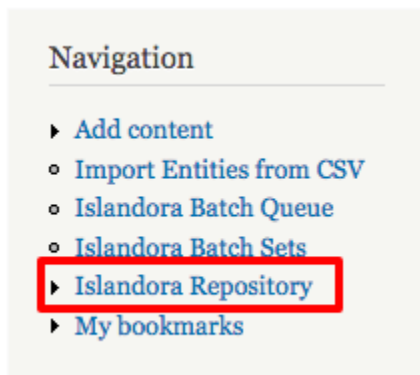 Navigation
Add content
Import Entities from CSV
Islandora Batch Queue
Islandora Batch Sets
Islandora Repository
My bookmarks